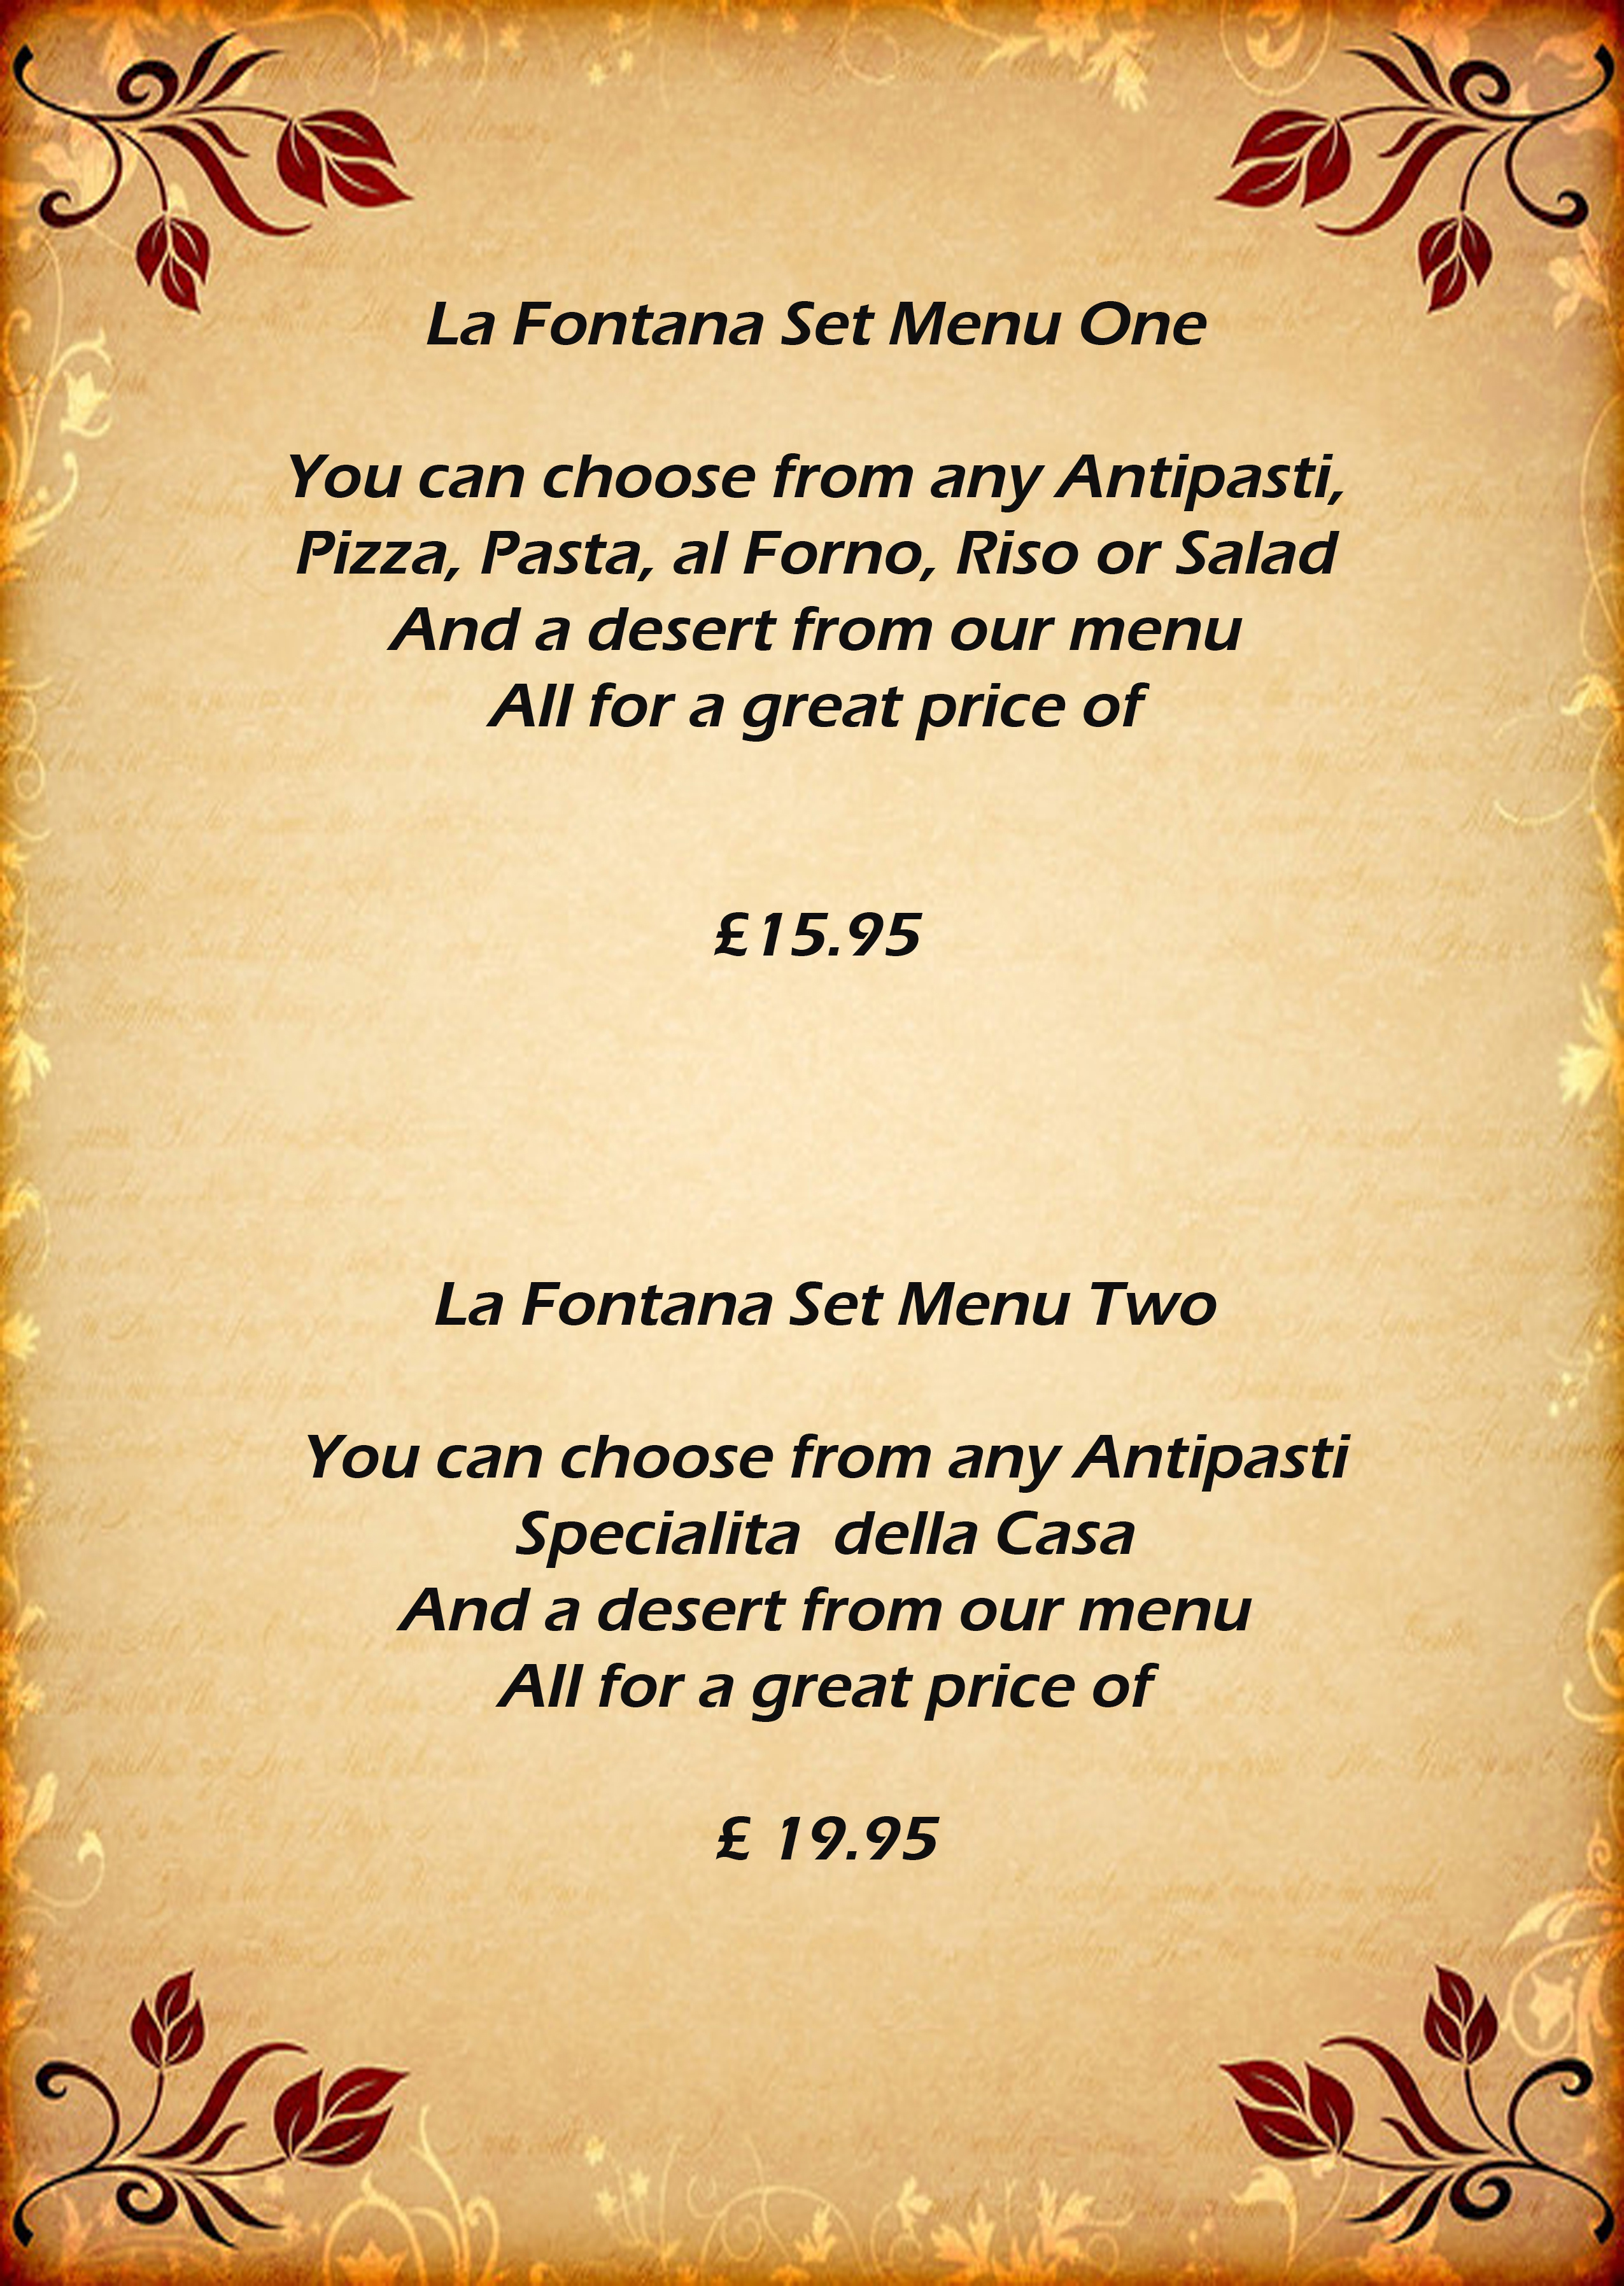 La Fontana Set Menu One
You can choose from any Antipasti,
Pizza, Pasta, al Forno, Riso or Salad
And a desert from our menu
All for a great price of
£15.95
La Fontana Set Menu Two
You can choose from any Antipasti
Specialita  della Casa
And a desert from our menu
All for a great price of
£ 19.95